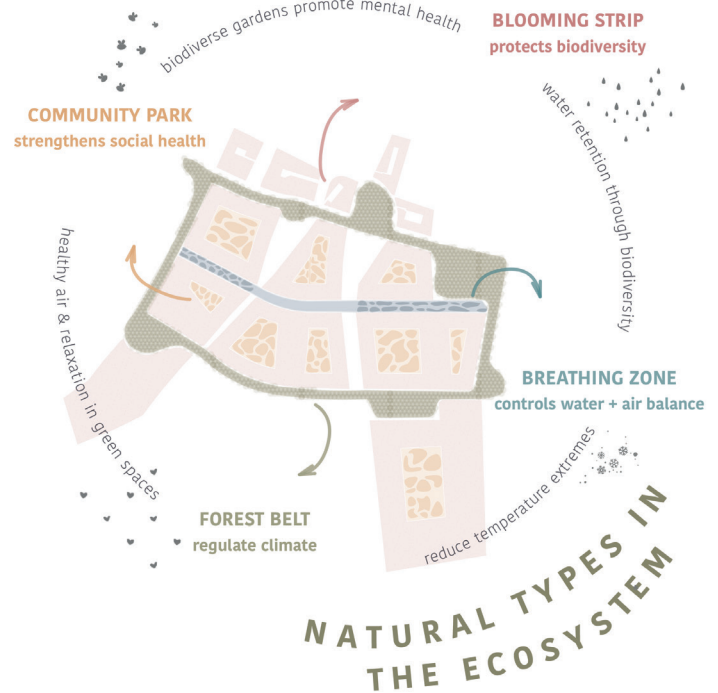 biodiverse gardens promote mental health
BLOOMING STRIP
protects biodiversity
water retention through biodiversity
COMMUNITY PARK
strengthens social health
healthy air & relaxation in green spaces
BREATHING ZONE
controls water + air balance
reduce temperature extremes
FOREST BELT
regulate climate
NATURAL TYPES IN
THE ECOSYSTEM